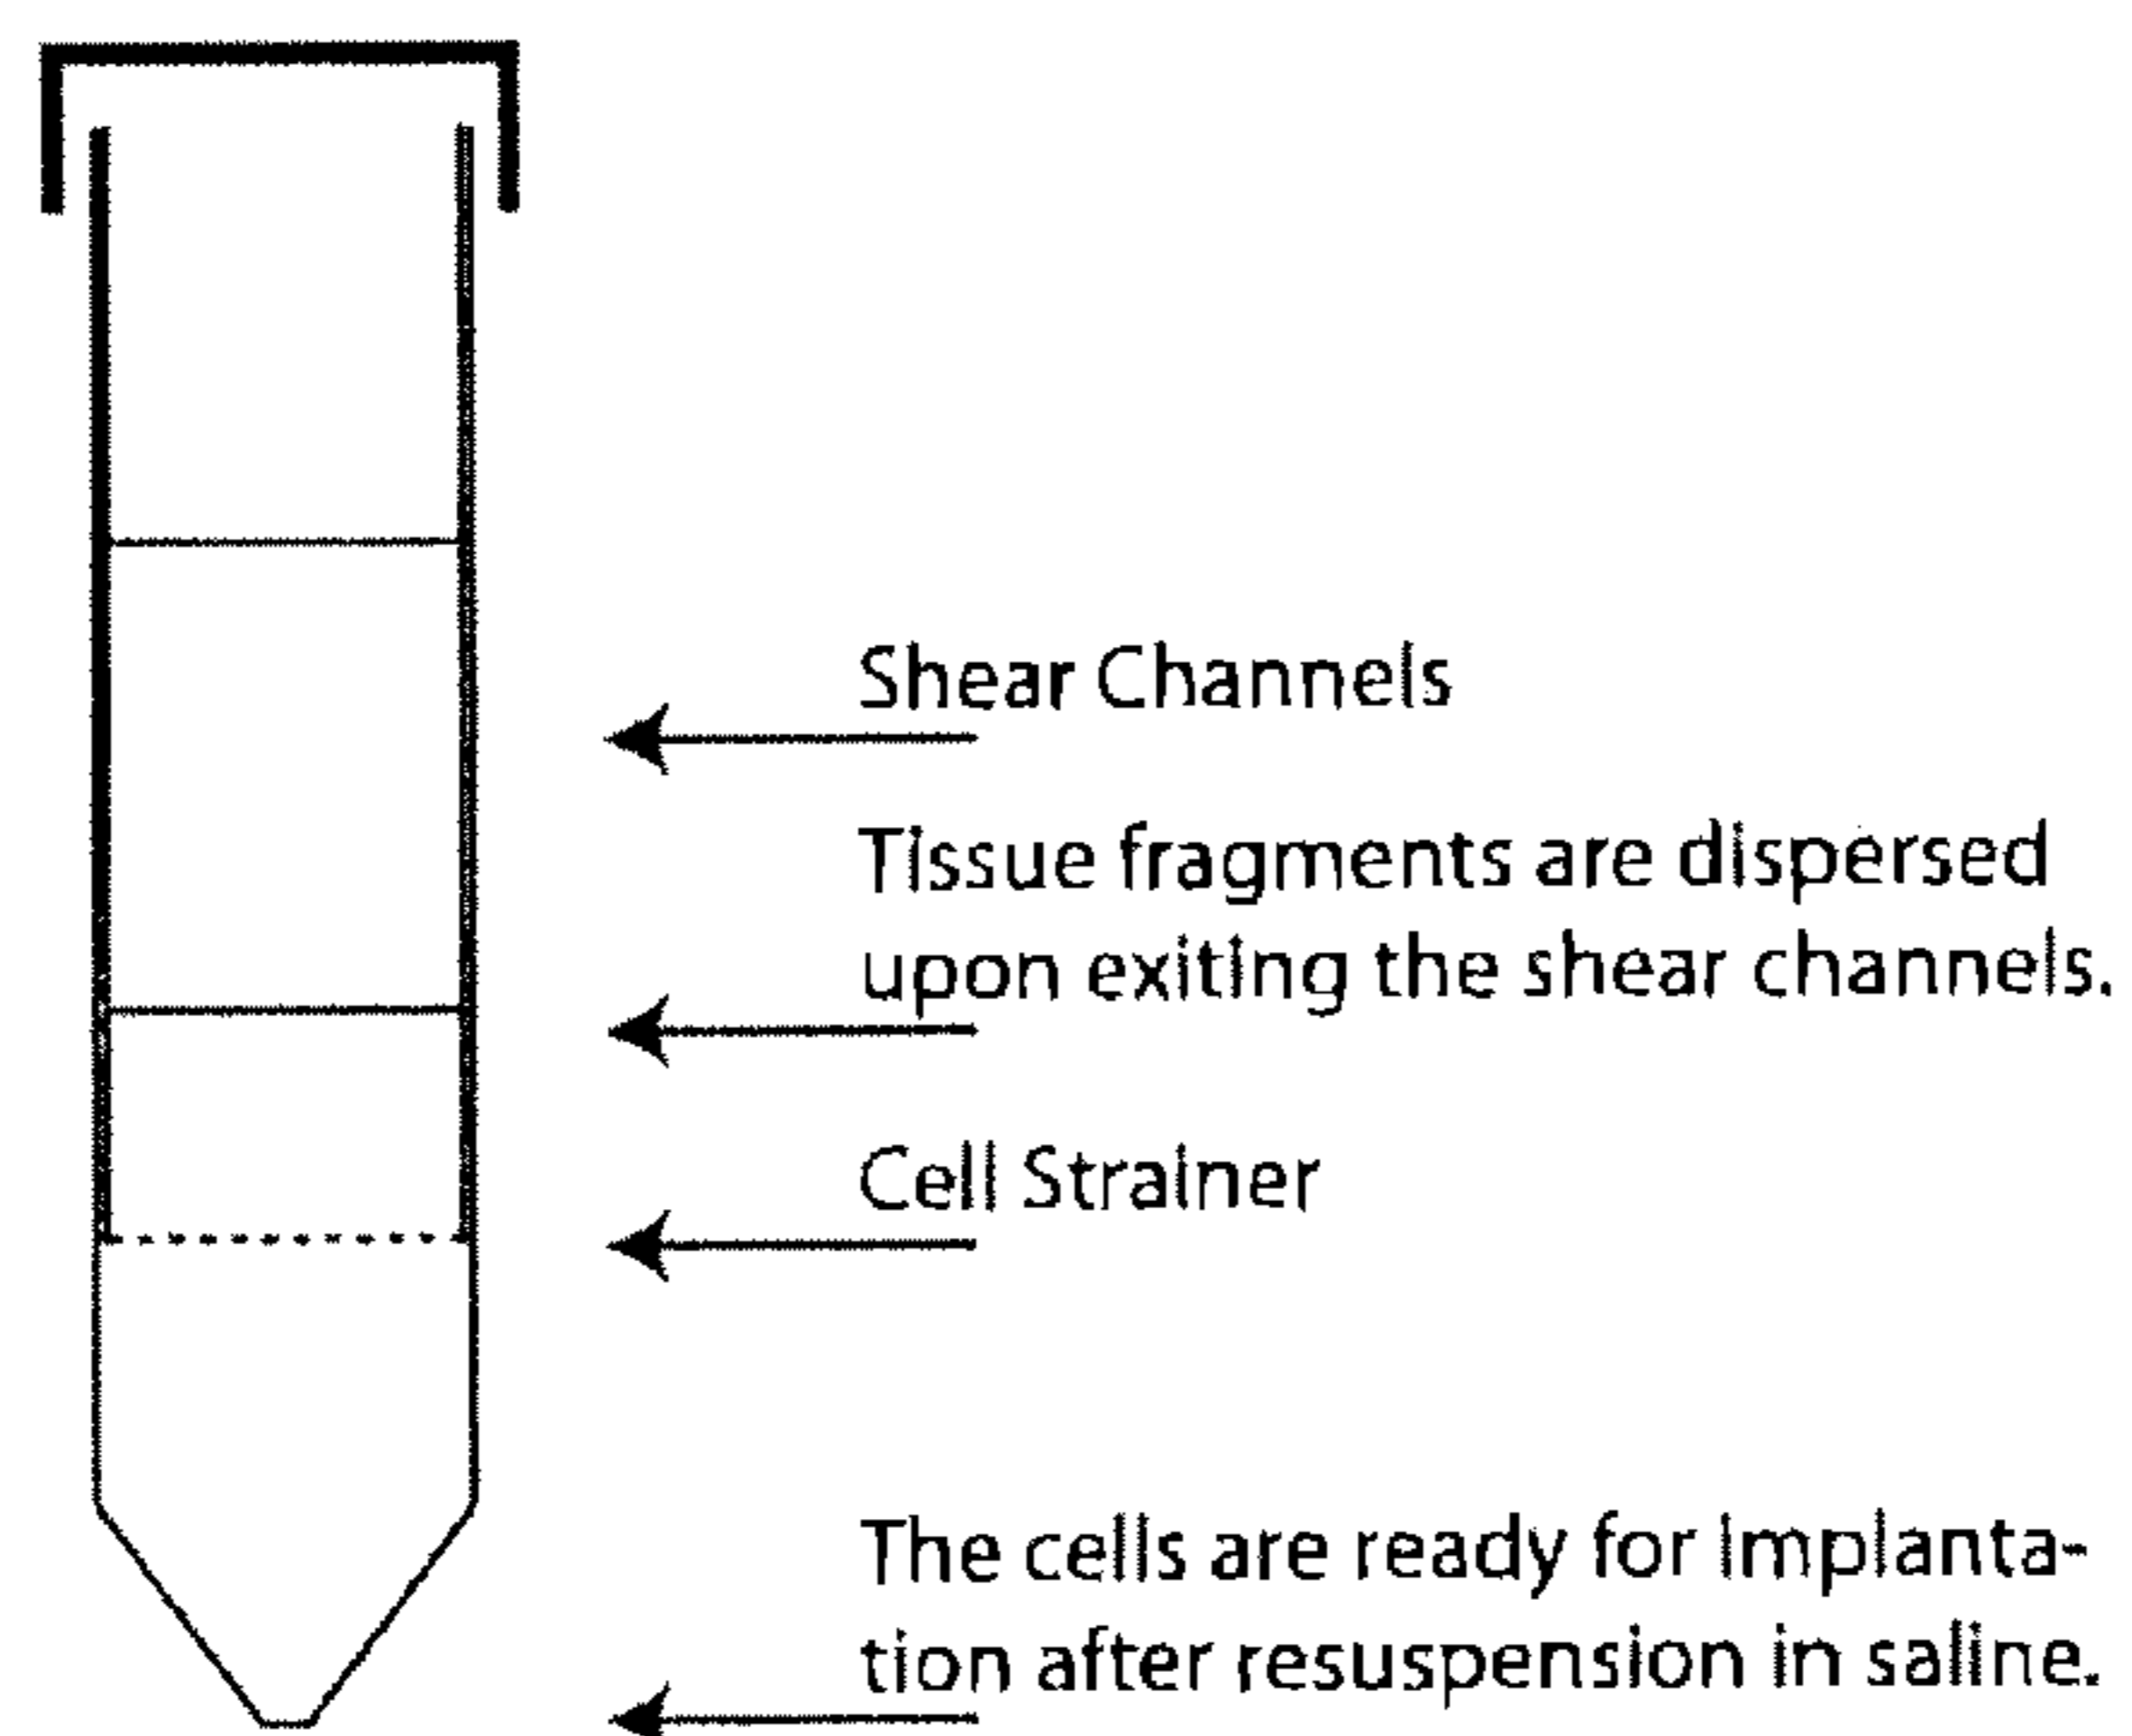 Shear Channels
Tissue fragments are dispersed
upon exiting the shear channels.
Cell Strainer
The cells are ready for Implanta-
tion after resuspension in saline.